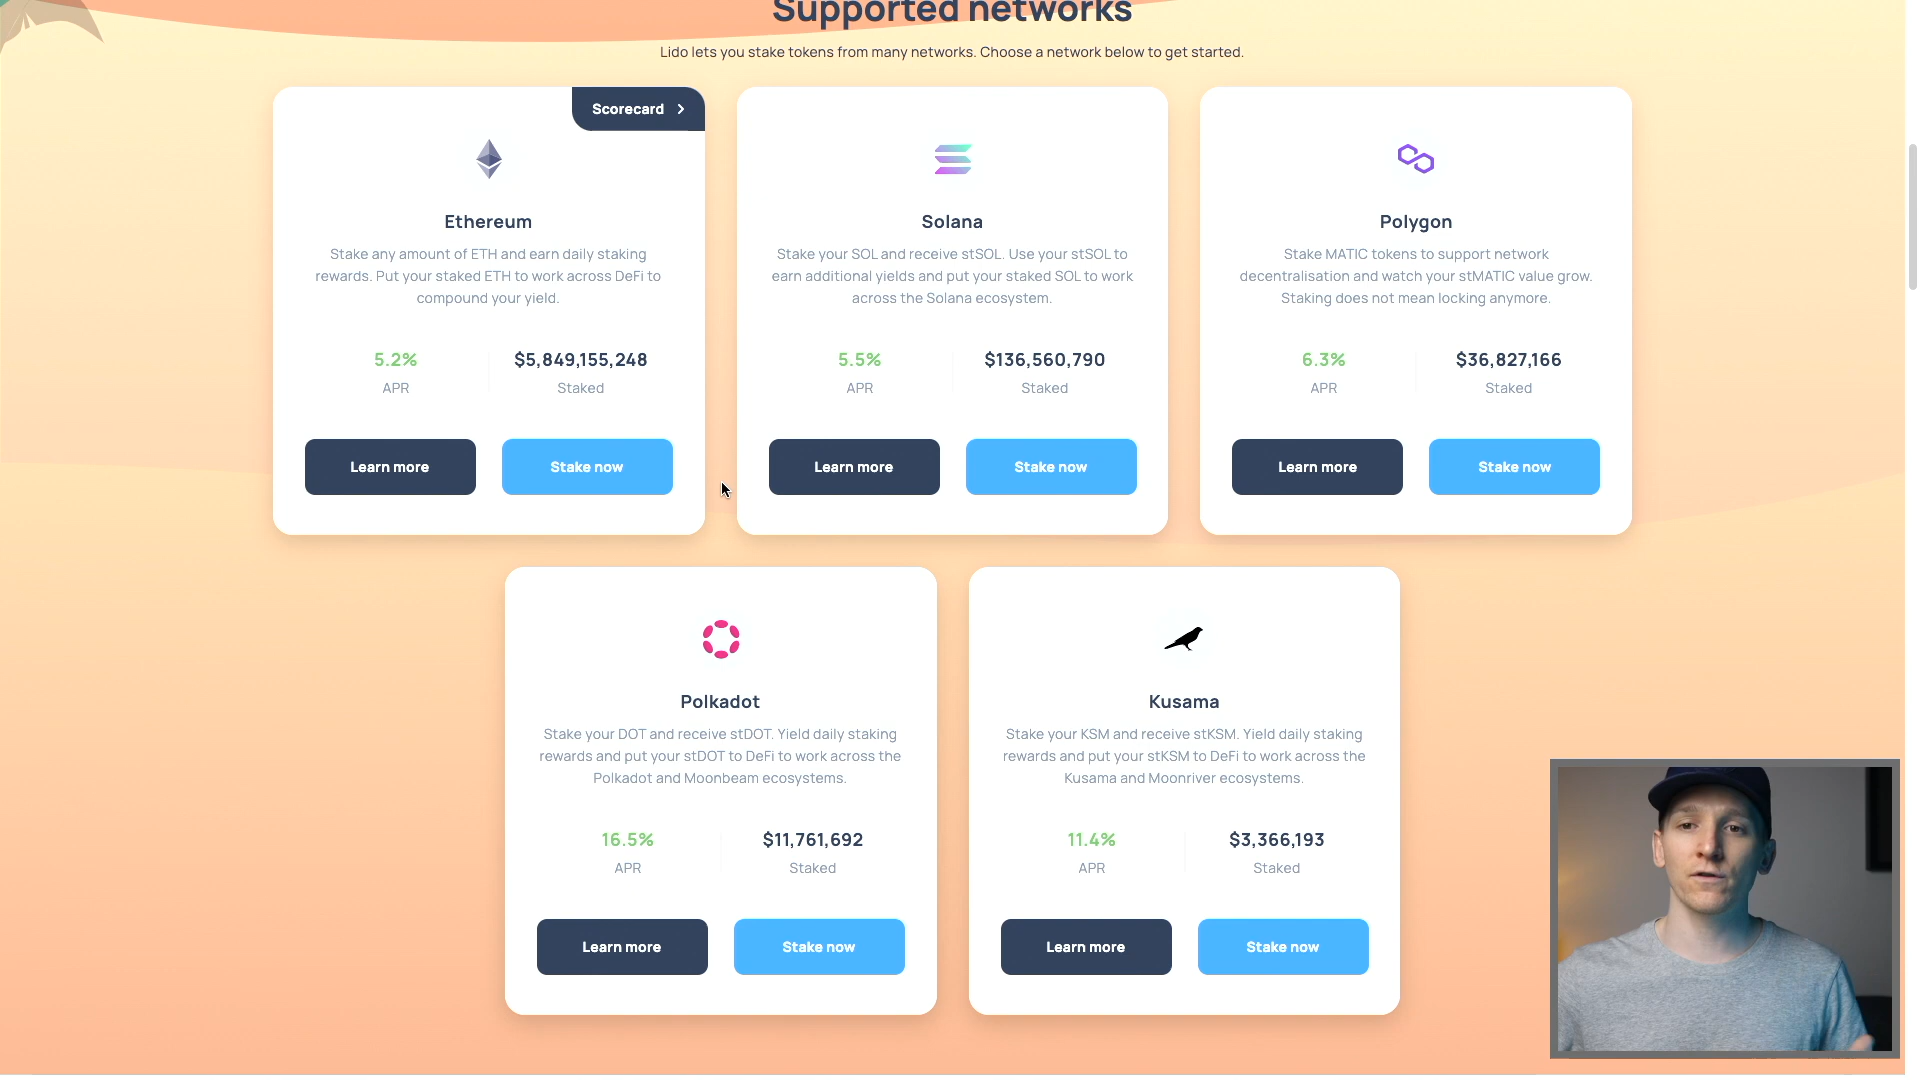 Supported networks
Lido lets you stake tokens from many networks. Choose a network below to get started.
Scorecard
Ethereum
Stake any amount of ETH and earn daily staking
rewards. Put your staked ETH to work across DeFi to
compound your yield.
5.2%
APR
$5,849,155,248
Staked
Learn more
Stake now
Solana
Stake your SOL and receive stSOL. Use your stSOL to
earn additional yields and put your staked SOL to work
across the Solana ecosystem.
5.5%
APR
$136,560,790
Staked
Learn more
Stake now
Polygon
Stake MATIC tokens to support network
decentralisation and watch your stMATIC value grow.
Staking does not mean locking anymore.
6.3%
APR
$36,827,166
Staked
Learn more
Stake now
Polkadot
Stake your DOT and receive stDOT. Yield daily staking
rewards and put your stDOT to DeFi to work across the
Polkadot and Moonbeam ecosystems.
16.5%
APR
$11,761,692
Staked
Learn more
Stake now
Kusama
Stake your KSM and receive stKSM. Yield daily staking
rewards and put your stKSM to DeFi to work across the
Kusama and Moonriver ecosystems.
11.4%
APR
$3,366,193
Staked
Learn more
Stake now